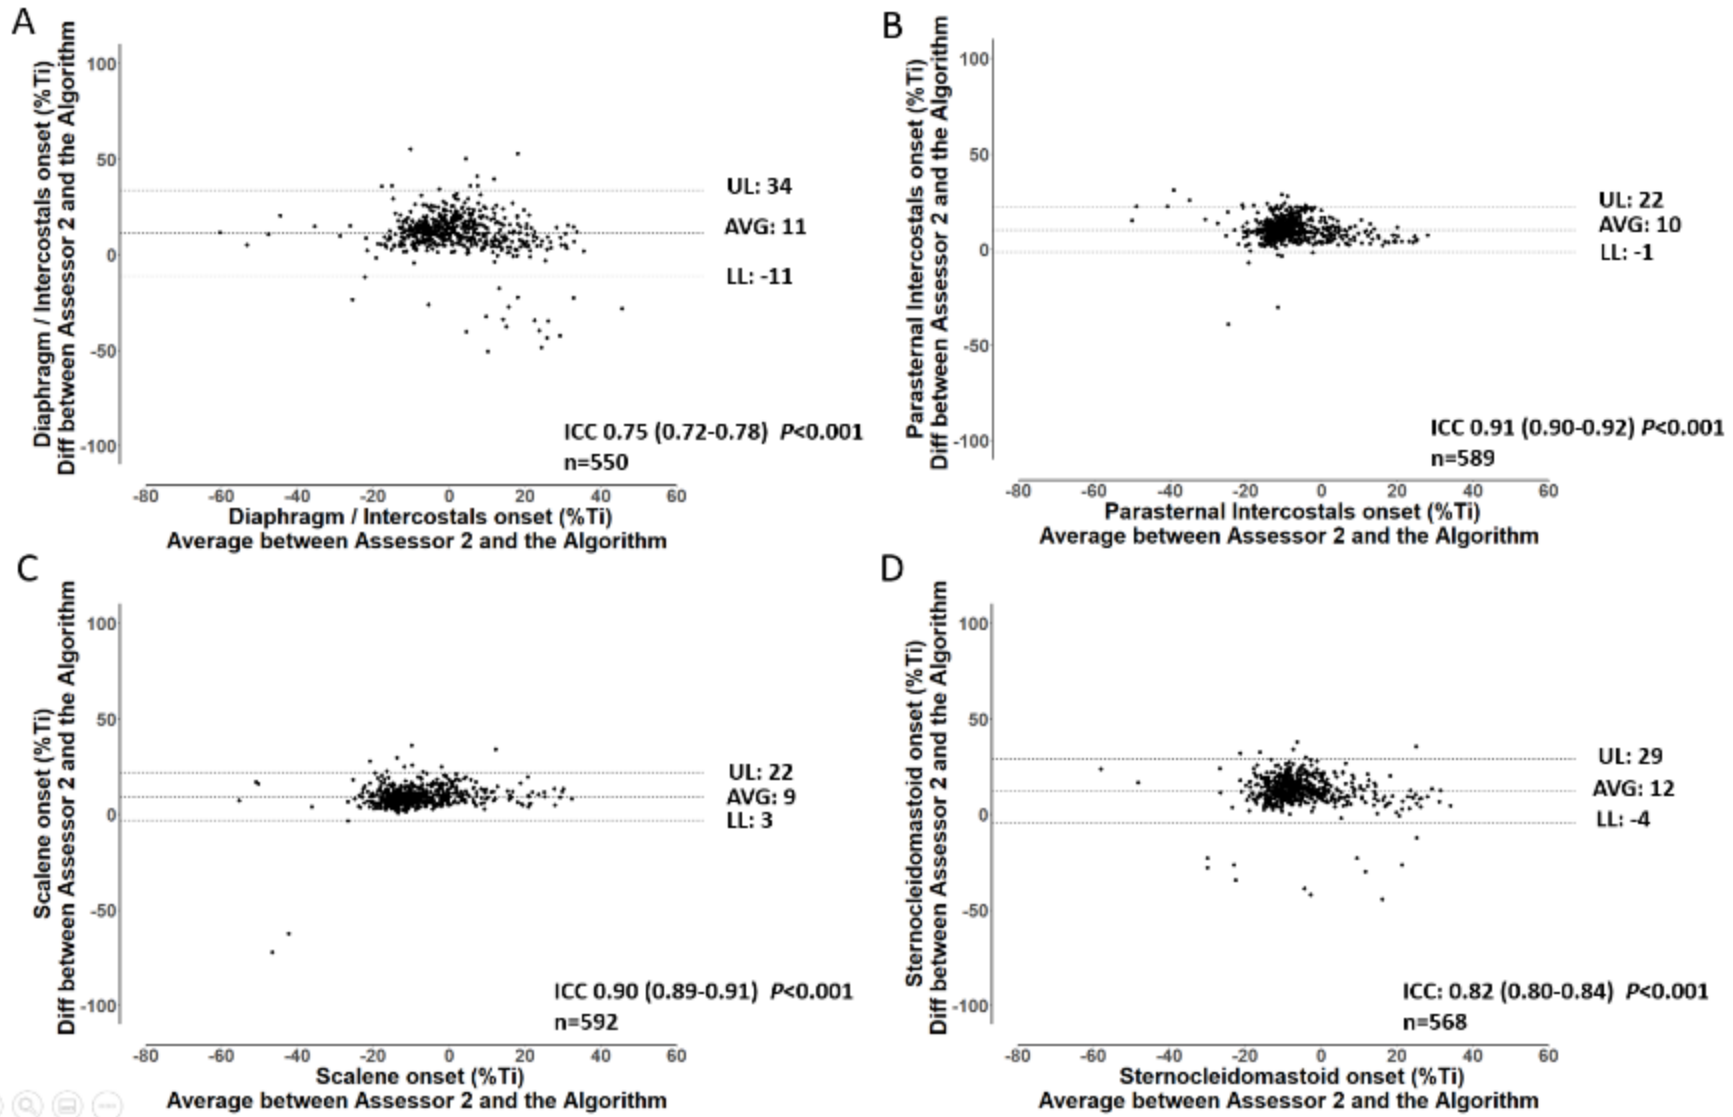 A
Diaphragm / Intercostals onset (%Ti)
Diff between Assessor 2 and the Algorithm
100
50
0
-50
-100
UL: 34
AVG: 11
LL: -11
ICC 0.75 (0.72-0.78) P<0.001
n=550
-80 -60 -40 -20 0 20 40 60
Diaphragm / Intercostals onset (%Ti)
Average between Assessor 2 and the Algorithm
B
Parasternal Intercostals onset (%Ti)
Diff between Assessor 2 and the Algorithm
100
50
0
-50
-100
UL: 22
AVG: 10
LL: -1
ICC 0.91 (0.90-0.92) P<0.001
n=589
-80 -60 -40 -20 0 20 40 60
Parasternal Intercostals onset (%Ti)
Average between Assessor 2 and the Algorithm
C
Scalene onset (%Ti)
Diff between Assessor 2 and the Algorithm
100
50
0
-50
-100
UL: 22
AVG: 9
LL: 3
ICC 0.90 (0.89-0.91) P<0.001
n=592
-80 -60 -40 -20 0 20 40 60
Scalene onset (%Ti)
Average between Assessor 2 and the Algorithm
D
Sternocleidomastoid onset (%Ti)
Diff between Assessor 2 and the Algorithm
100
50
0
-50
-100
UL: 29
AVG: 12
LL: -4
ICC: 0.82 (0.80-0.84) P<0.001
n=568
-80 -60 -40 -20 0 20 40 60
Sternocleidomastoid onset (%Ti)
Average between Assessor 2 and the Algorithm